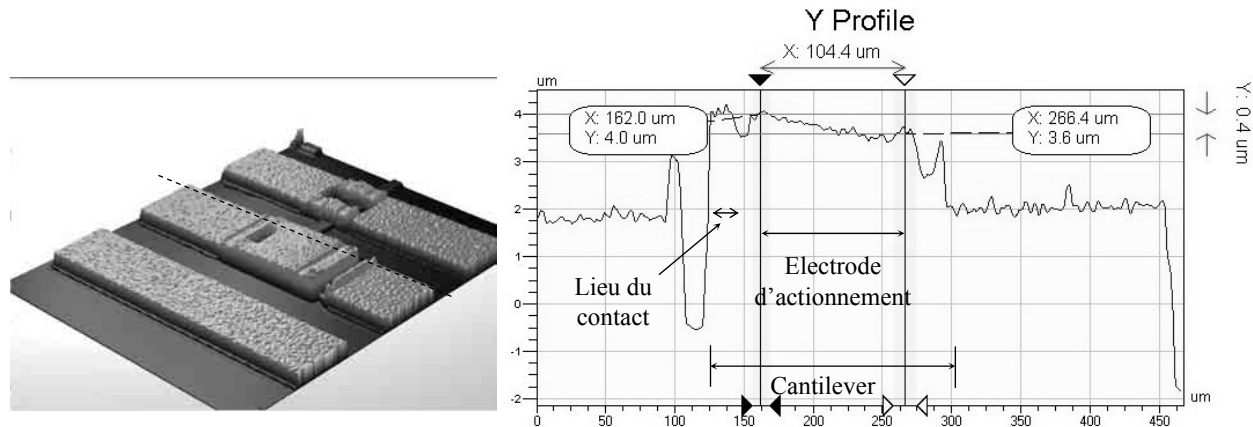 Y Profile
X: 104.4 um
um
X: 162.0 um
Y: 4.0 um
X: 266.4 um
Y: 3.6 um
Y: 0.4 um
4
3
2
1
0
-1
-2
Lieu du
contact
Electrode
d'actionnement
Cantilever
um
0 50 100 150 200 250 300 350 400 450